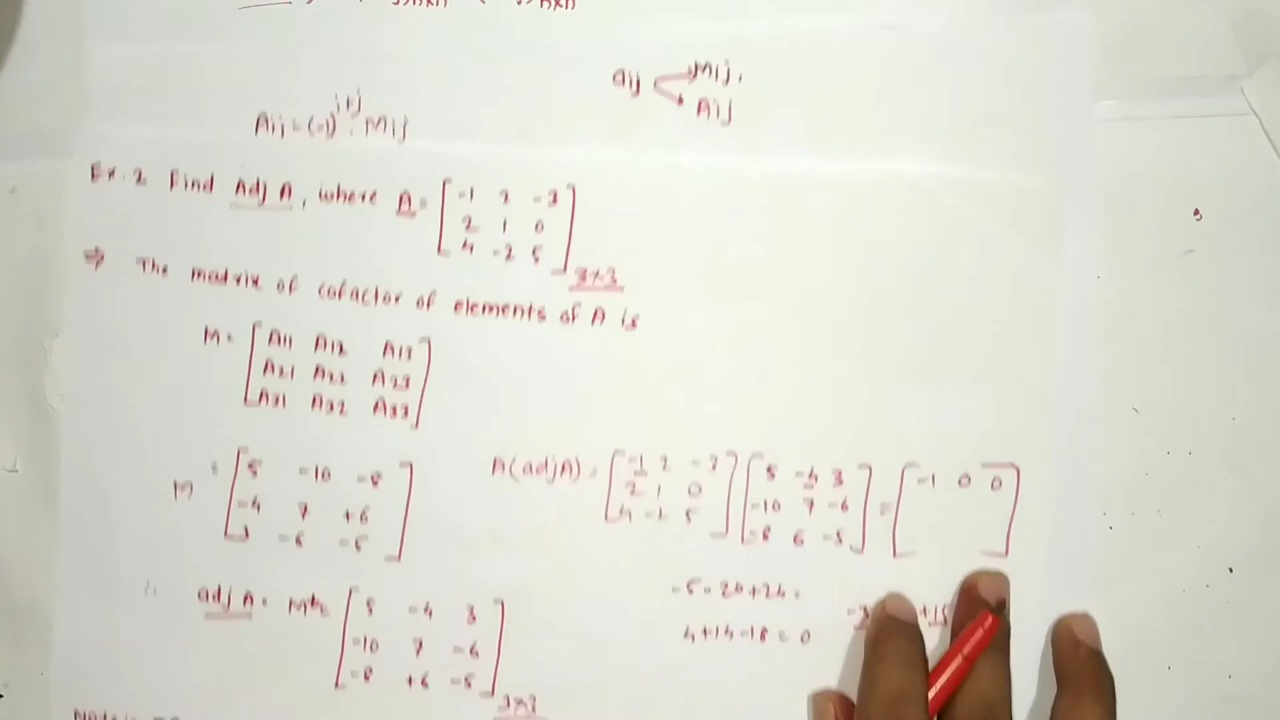 aij Mij,
Aij
Aij = (-1)^i+j . Mij
Ex. 2 Find Adj A, where A = [ -1 2 -3
2 1 0
4 -2 5 ] 3×3
⇒ The matrix of cofactor of elements of A is
M = [ A11 A12 A13
A21 A22 A23
A31 A32 A33 ]
M = [ 5 -10 -8
-4 7 +6
3 -6 -5 ]
A(adjA) = [ -1 2 -3
2 1 0
4 -2 5 ] [ 5 -4 3
-10 7 -6
-8 6 -5 ] = [ -1 0 0 ]
-5-20+24=
4+14-18=0
-3 +15
adj A = [ 5 -4 3
-10 7 -6
-8 +6 -5 ] 3×3